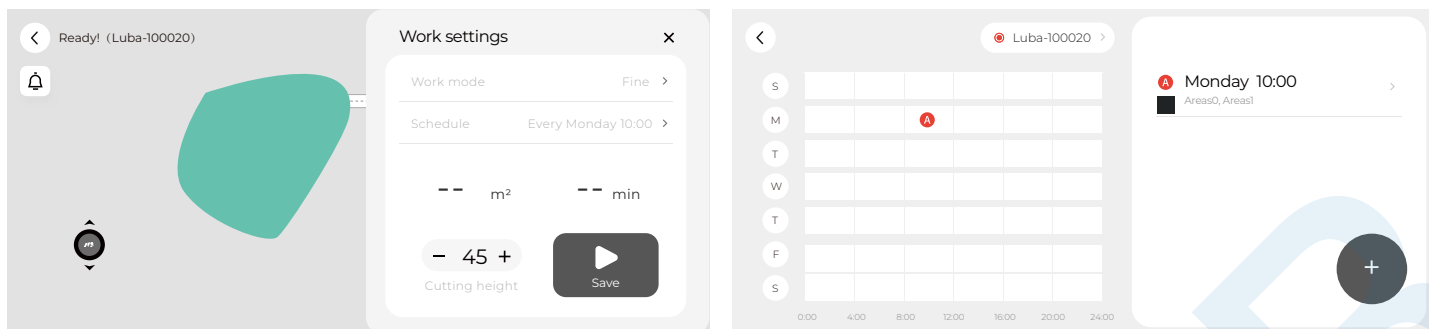 Ready! (Luba-100020)
Work settings
Work mode Fine
Schedule Every Monday 10:00
-- m² -- min
- 45 +
Cutting height
Save
Luba-100020
S
M A
T
W
T
F
S
0:00 4:00 8:00 12:00 16:00 20:00 24:00
A Monday 10:00
Areas0, Areas1
+